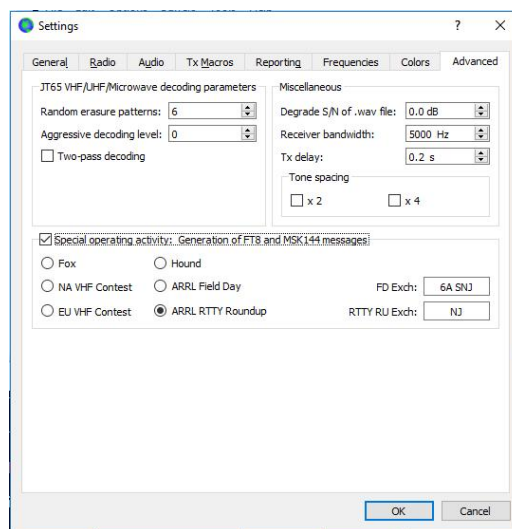 Settings
?
General
Radio
Audio
Tx Macros
Reporting
Frequencies
Colors
Advanced
JT65 VHF/UHF/Microwave decoding parameters
Random erasure patterns: 6
Aggressive decoding level: 0
Two-pass decoding
Miscellaneous
Degrade S/N of .wav file: 0.0 dB
Receiver bandwidth: 5000 Hz
Tx delay: 0.2 s
Tone spacing
x 2
x 4
Special operating activity: Generation of FT8 and MSK144 messages
Fox
Hound
NA VHF Contest
ARRL Field Day
FD Exch: 6A SNJ
EU VHF Contest
ARRL RTTY Roundup
RTTY RU Exch: NJ
OK
Cancel